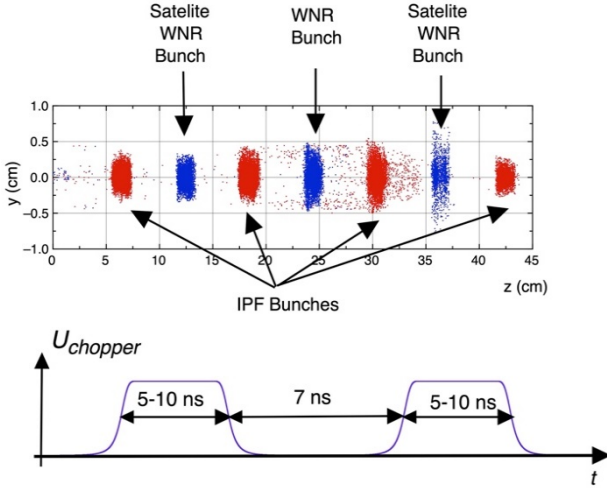 Satelite
WNR
Bunch
WNR
Bunch
Satelite
WNR
Bunch
1.0
0.5
0.0
-0.5
-1.0
y (cm)
0 5 10 15 20 25 30 35 40 45
z (cm)
IPF Bunches
U chopper
5-10 ns
7 ns
5-10 ns
t